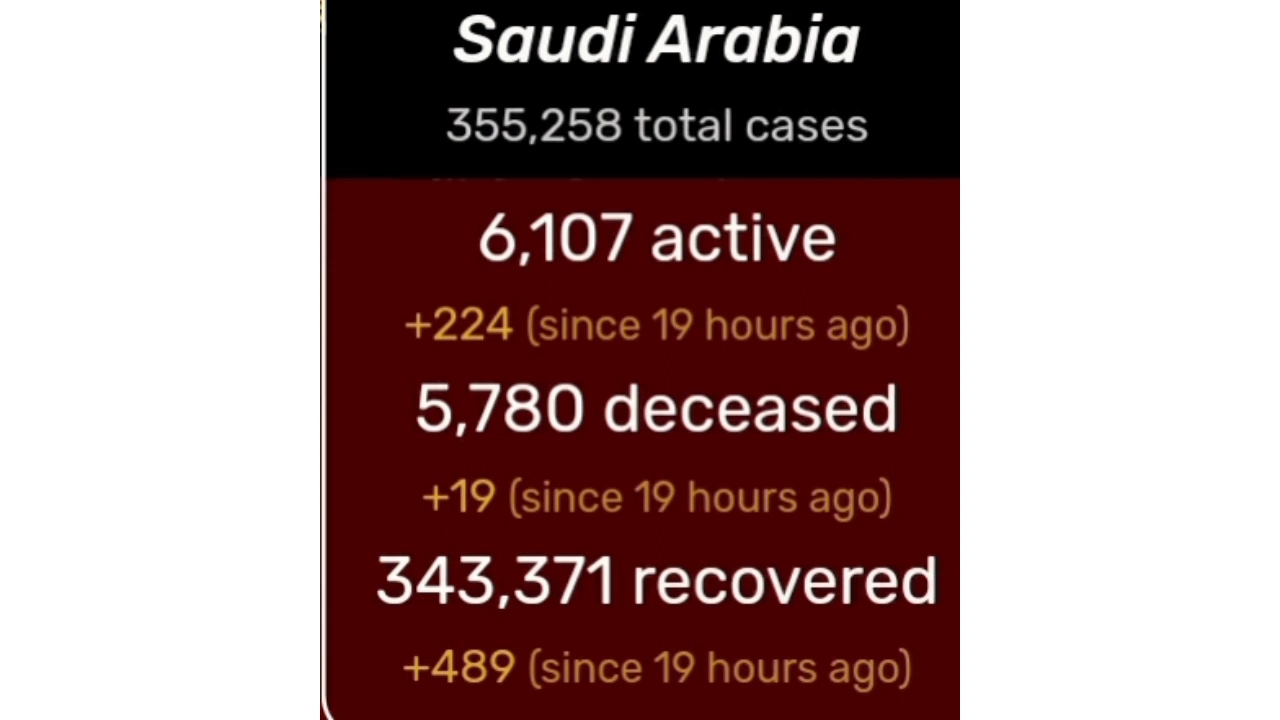 Saudi Arabia
355,258 total cases
6,107 active
+224 (since 19 hours ago)
5,780 deceased
+19 (since 19 hours ago)
343,371 recovered
+489 (since 19 hours ago)